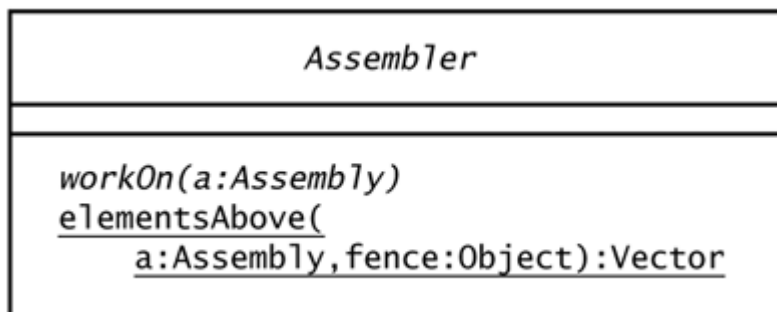 Assembler
workOn(a:Assembly)
elementsAbove(
a:Assembly,fence:Object):Vector